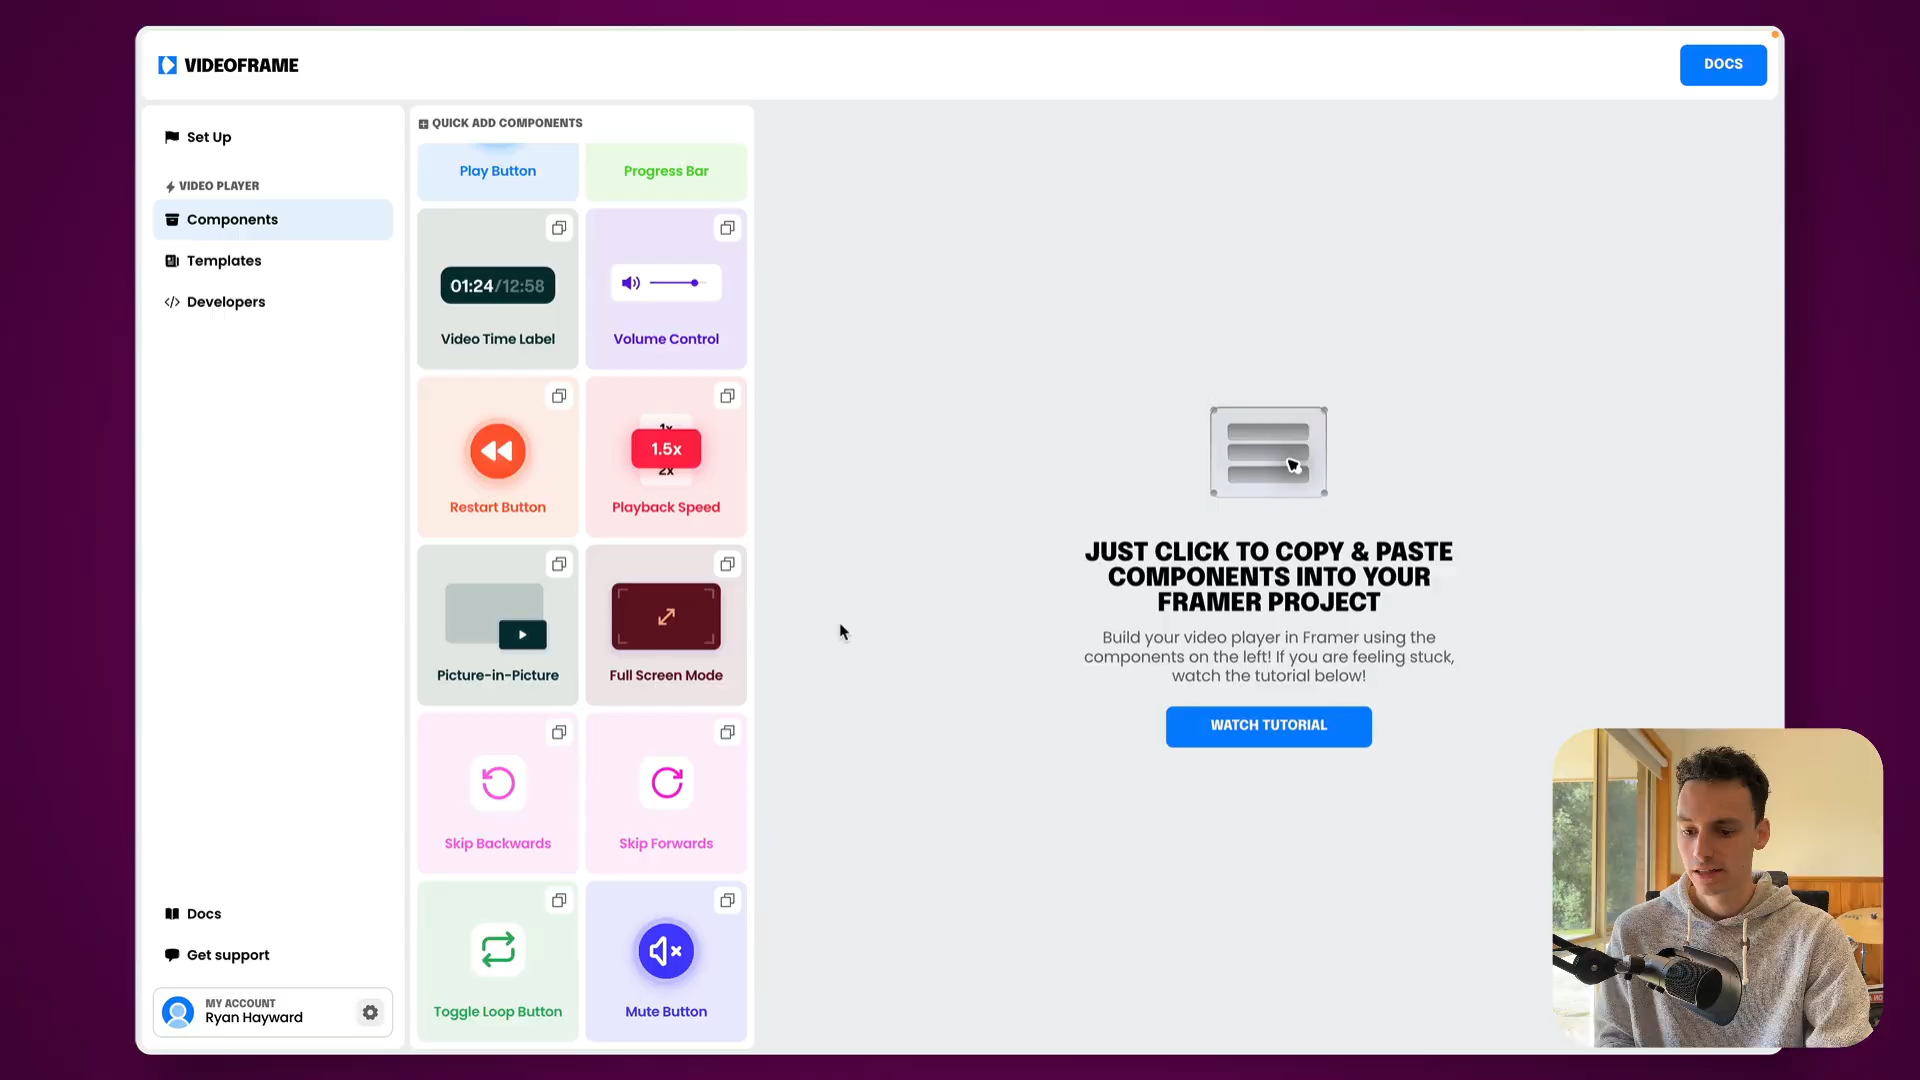 VIDEOFRAME
DOCS
Set Up
VIDEO PLAYER
Components
Templates
Developers
QUICK ADD COMPONENTS
Play Button
Progress Bar
01:24/12:58
Video Time Label
Volume Control
Restart Button
1x
1.5x
2x
Playback Speed
Picture-in-Picture
Full Screen Mode
Skip Backwards
Skip Forwards
Toggle Loop Button
Mute Button
JUST CLICK TO COPY & PASTE
COMPONENTS INTO YOUR
FRAMER PROJECT
Build your video player in Framer using the
components on the left! If you are feeling stuck,
watch the tutorial below!
WATCH TUTORIAL
Docs
Get support
MY ACCOUNT
Ryan Hayward